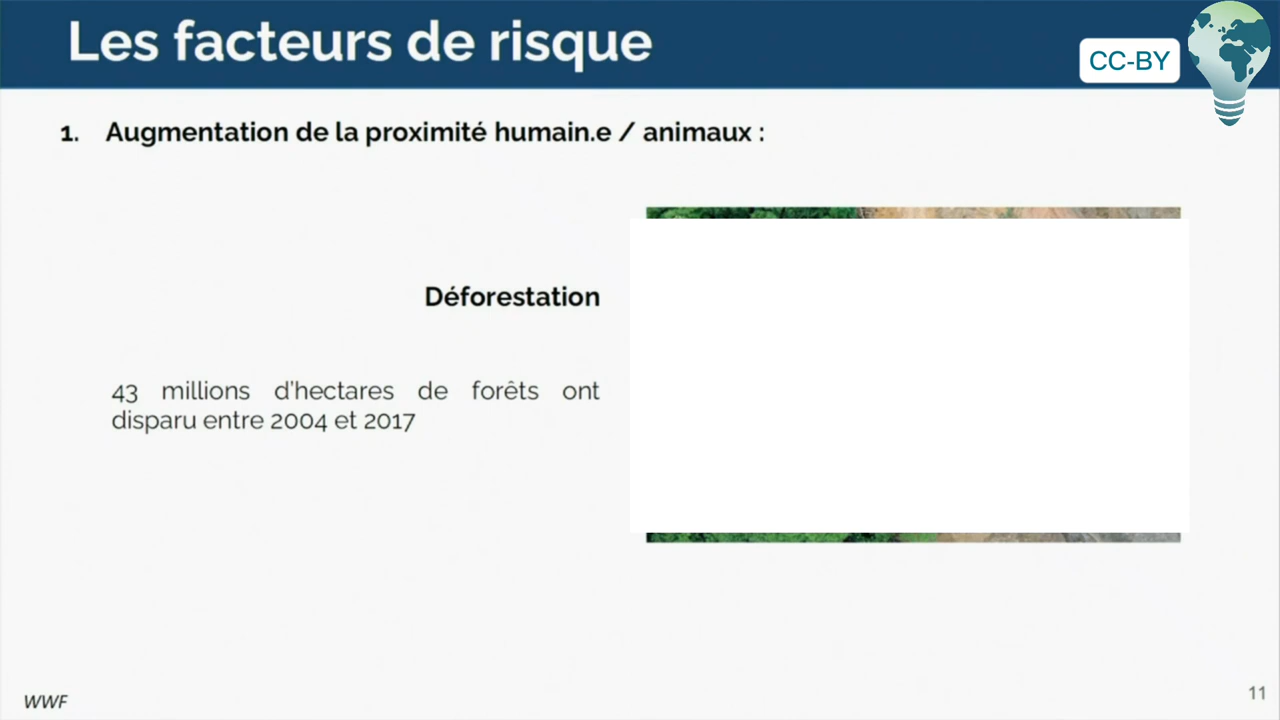 Les facteurs de risque
CC-BY
1. Augmentation de la proximité humain.e / animaux :
Déforestation
43 millions d'hectares de forêts ont
disparu entre 2004 et 2017
WWF
11